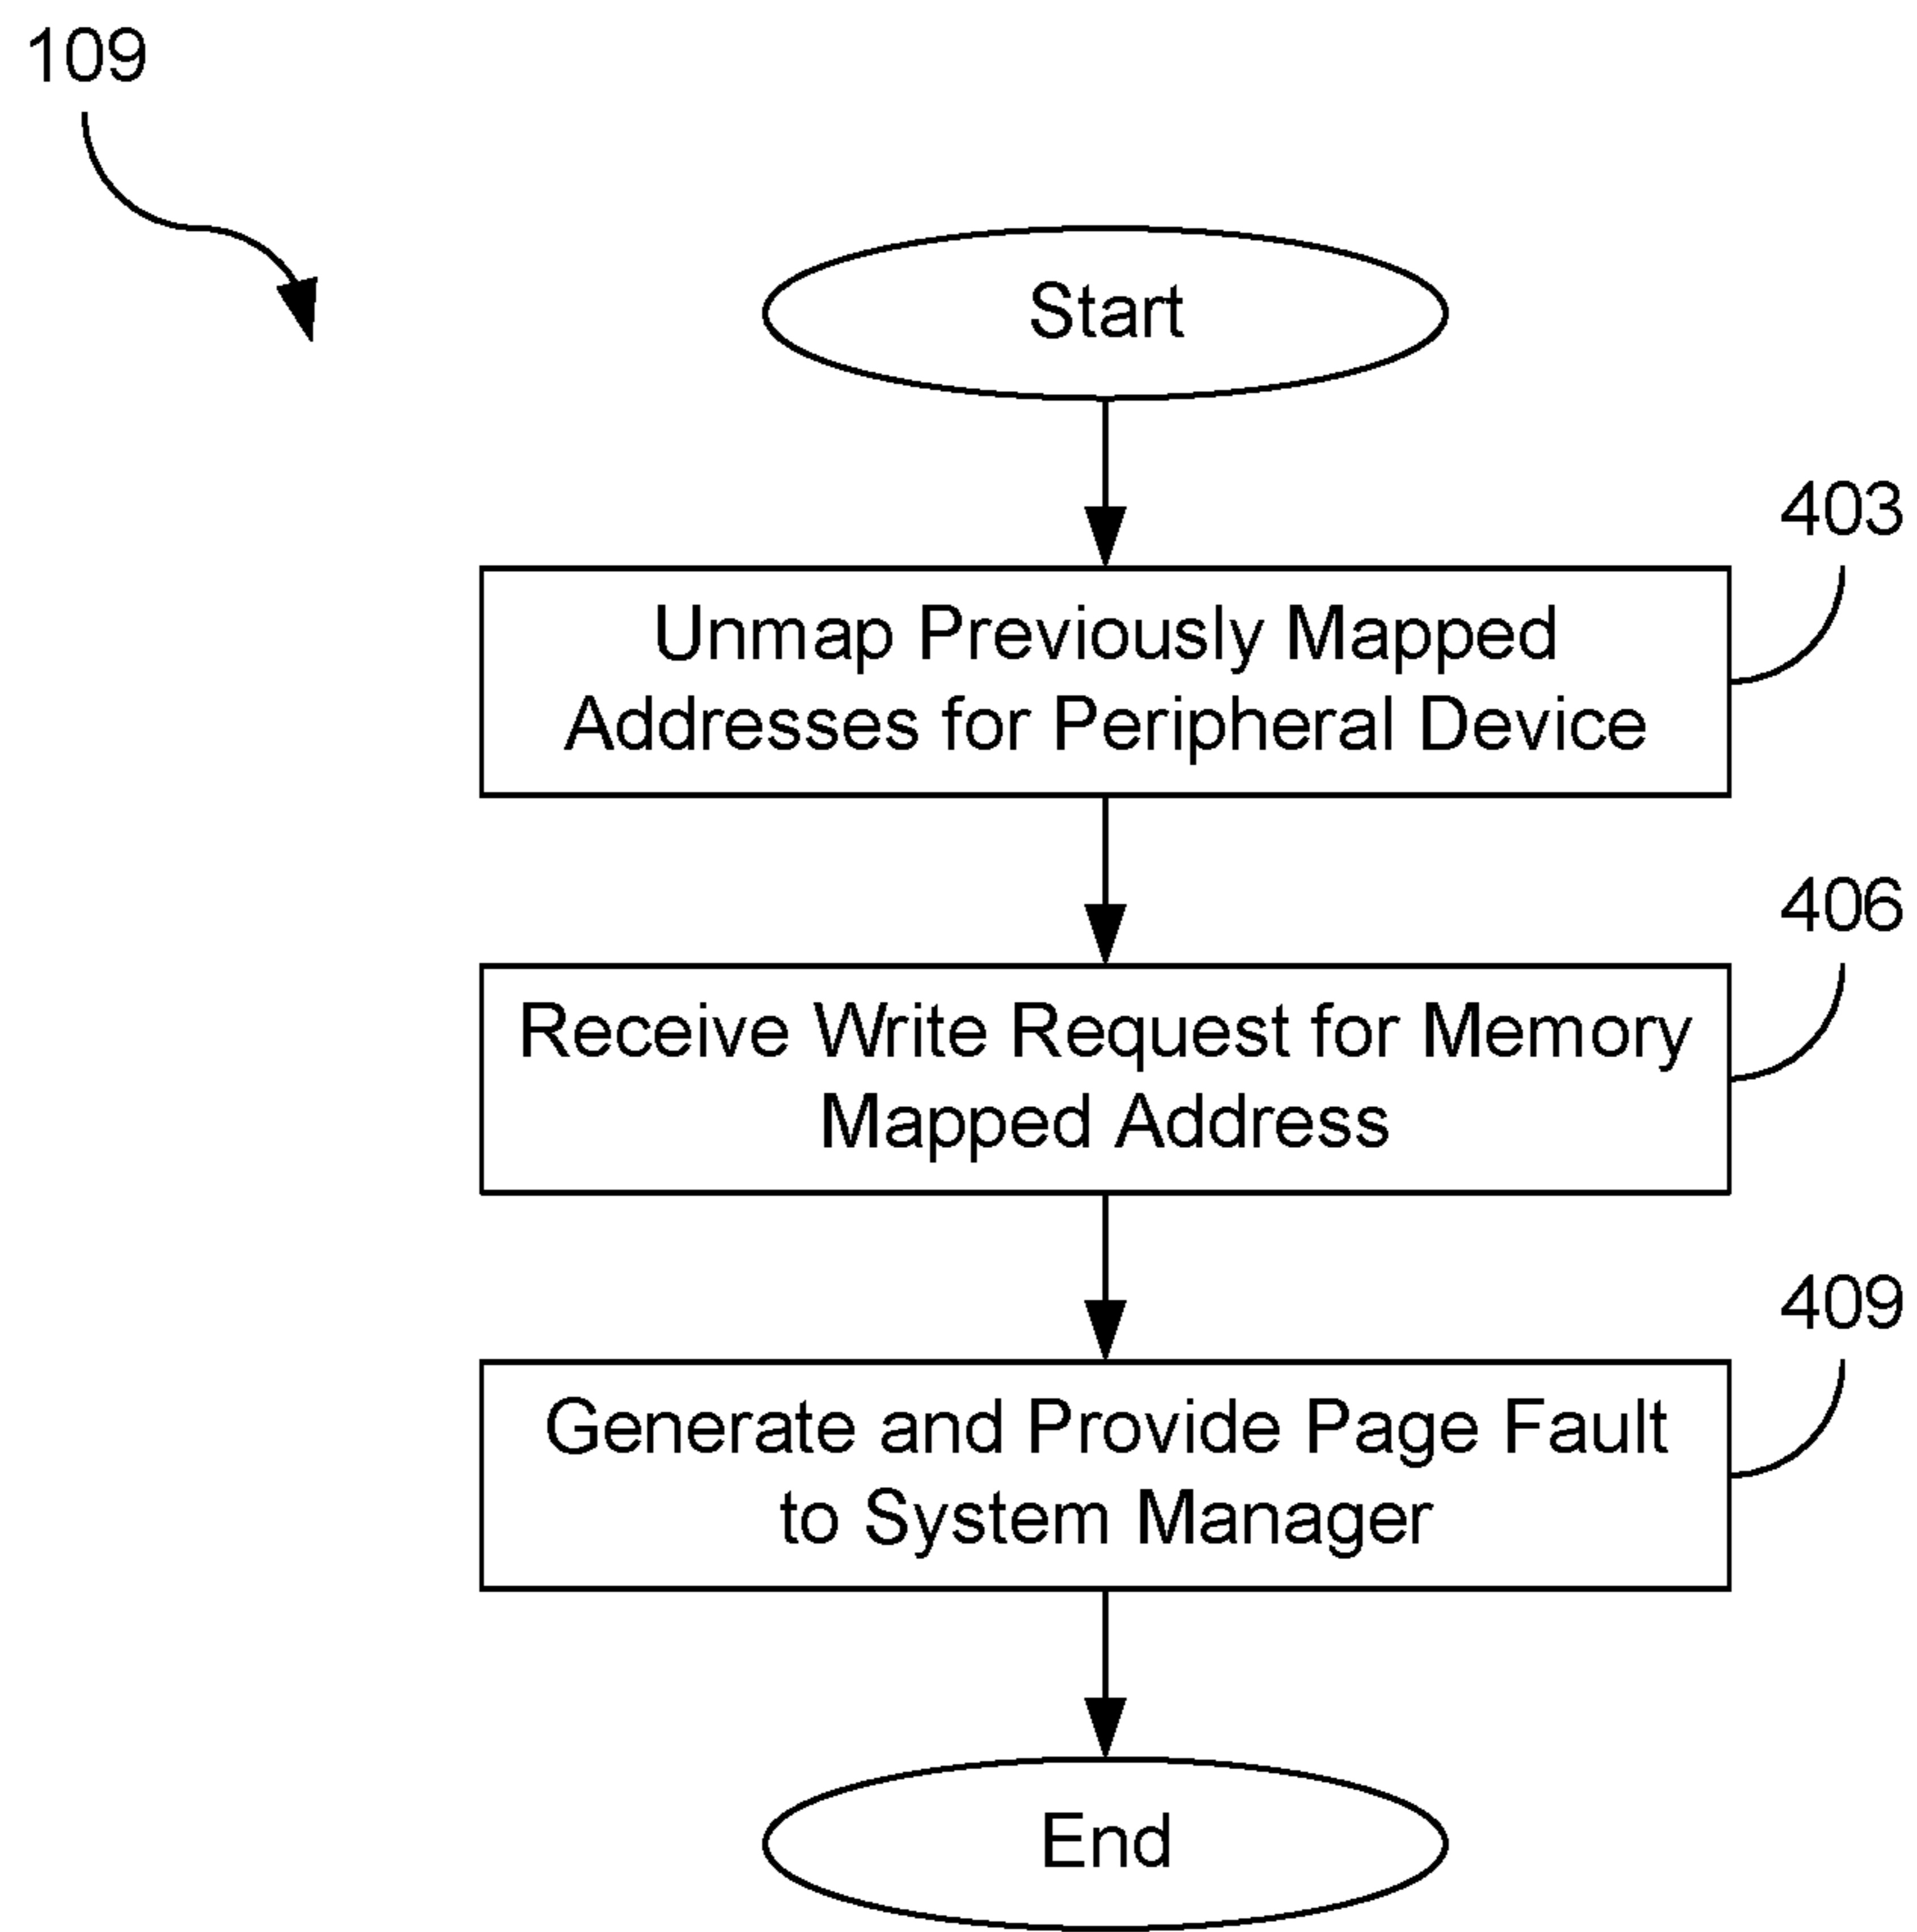 109
Start
403
Unmap Previously Mapped
Addresses for Peripheral Device
406
Receive Write Request for Memory
Mapped Address
409
Generate and Provide Page Fault
to System Manager
End